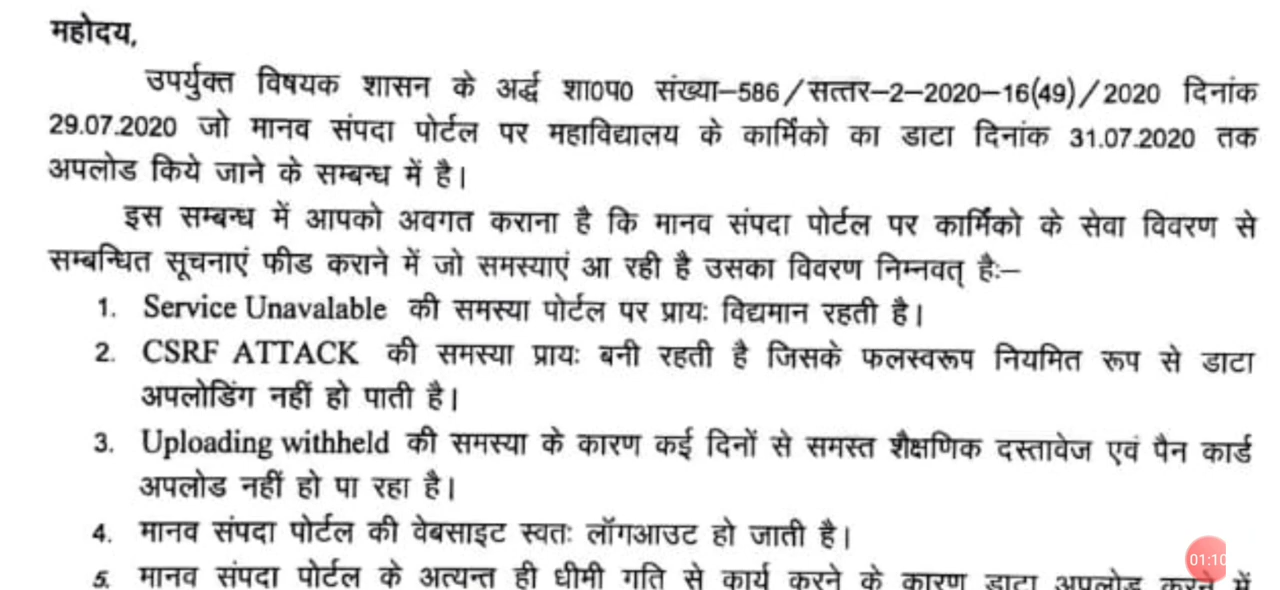 महोदय,
उपर्युक्त विषयक शासन के अर्द्ध शा0प0 संख्या–586/सत्तर–2–2020–16(49)/2020 दिनांक
29.07.2020 जो मानव संपदा पोर्टल पर महाविद्यालय के कार्मिको का डाटा दिनांक 31.07.2020 तक
अपलोड किये जाने के सम्बन्ध में है।
इस सम्बन्ध में आपको अवगत कराना है कि मानव संपदा पोर्टल पर कार्मिको के सेवा विवरण से
सम्बन्धित सूचनाएं फीड कराने में जो समस्याएं आ रही है उसका विवरण निम्नवत् हैः–
1. Service Unavalable की समस्या पोर्टल पर प्रायः विद्यमान रहती है।
2. CSRF ATTACK की समस्या प्रायः बनी रहती है जिसके फलस्वरूप नियमित रूप से डाटा
अपलोडिंग नहीं हो पाती है।
3. Uploading withheld की समस्या के कारण कई दिनों से समस्त शैक्षणिक दस्तावेज एवं पैन कार्ड
अपलोड नहीं हो पा रहा है।
4. मानव संपदा पोर्टल की वेबसाइट स्वतः लॉगआउट हो जाती है।
5. मानव संपदा पोर्टल के अत्यन्त ही धीमी गति से कार्य करने के कारण डाटा अपलोड करने में
01:10